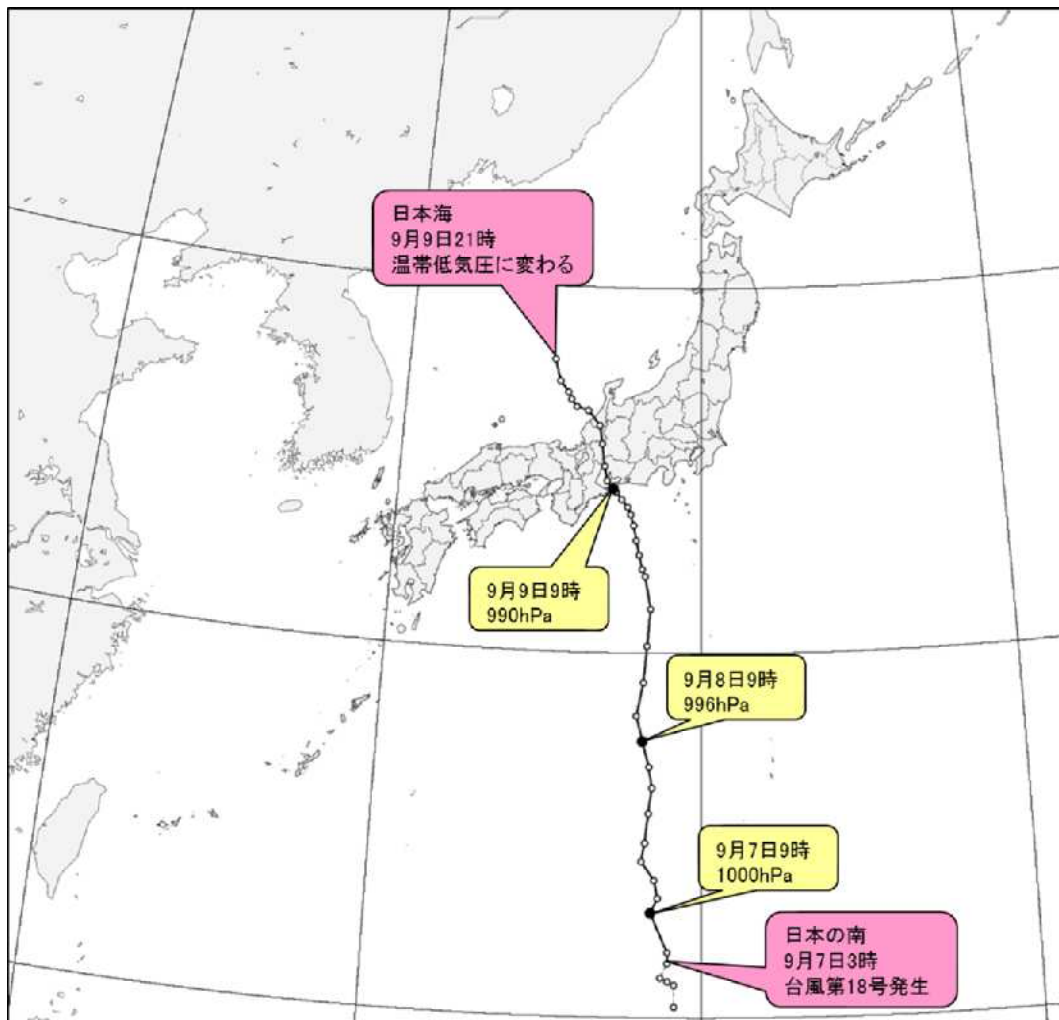 日本海
9月9日21時
温帯低気圧に変わる
9月9日9時
990hPa
9月8日9時
996hPa
9月7日9時
1000hPa
日本の南
9月7日3時
台風第18号発生